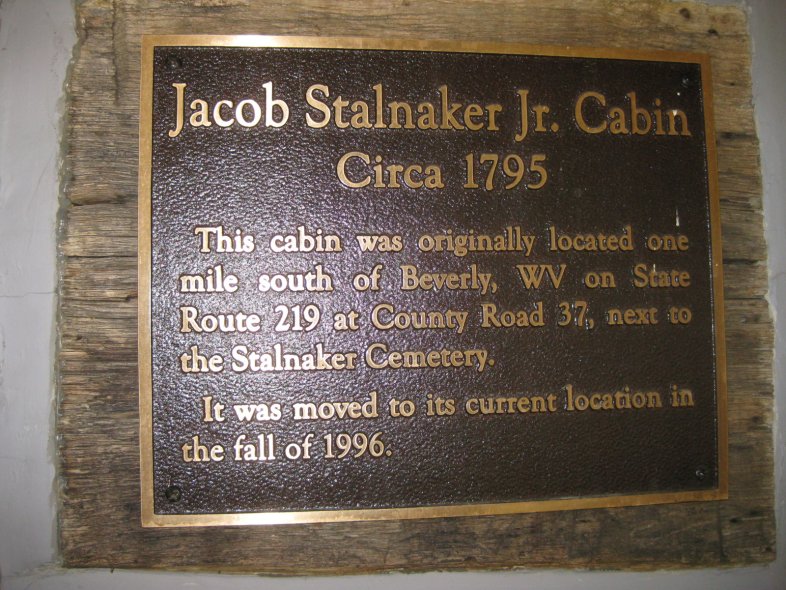 Jacob Stalnaker Jr. Cabin
Circa 1795
This cabin was originally located one
mile south of Beverly, WV on State
Route 219 at County Road 37, next to
the Stalnaker Cemetery.
It was moved to its current location in
the fall of 1996.